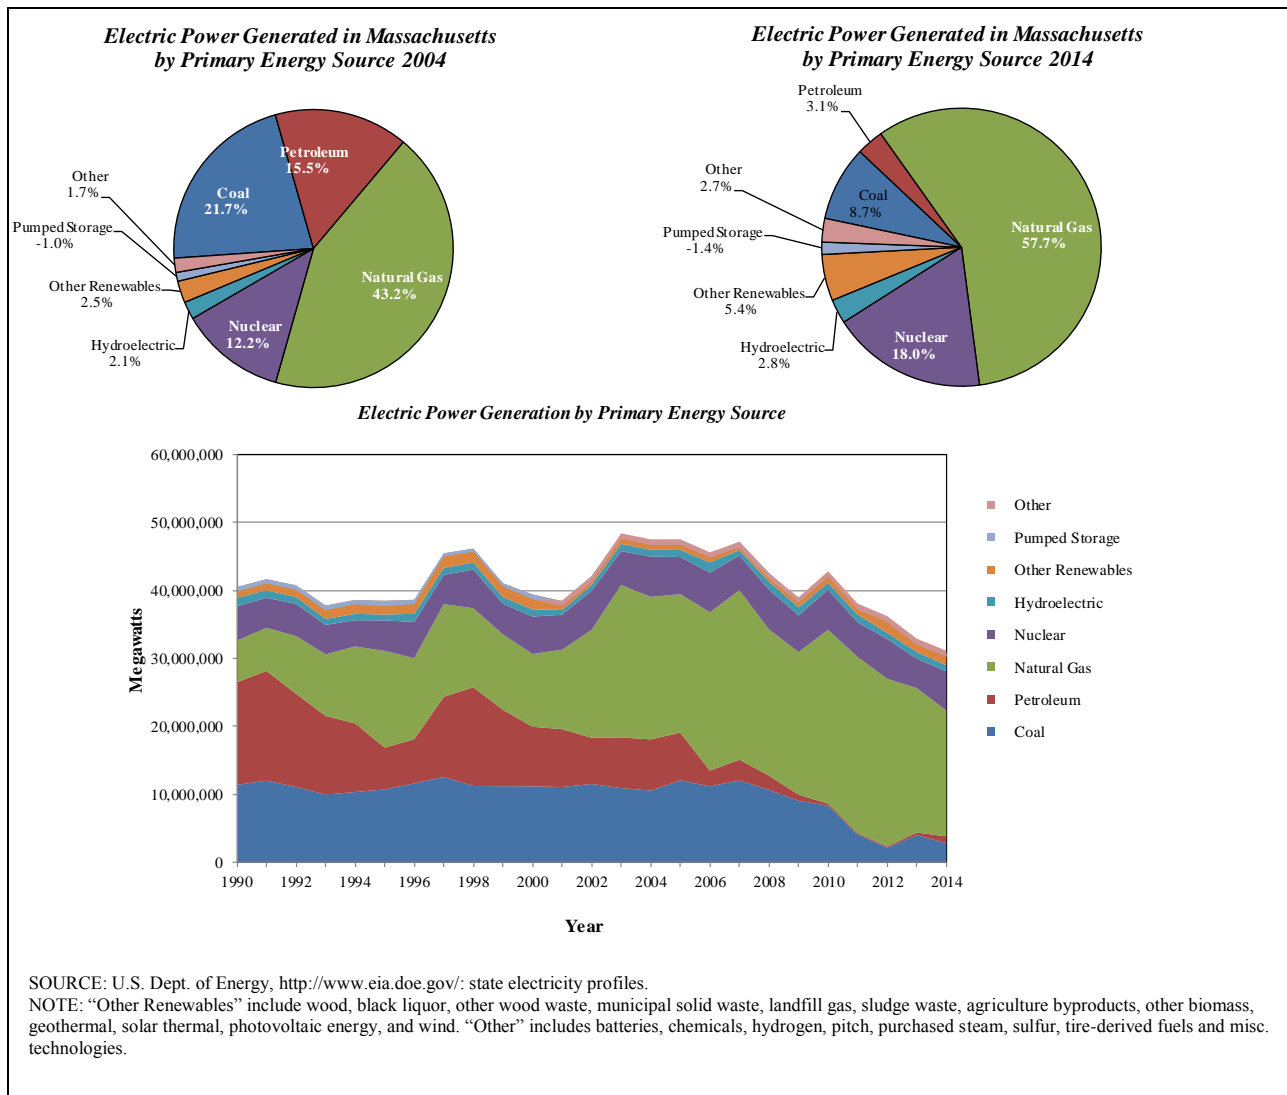 Electric Power Generated in Massachusetts
by Primary Energy Source 2004
Petroleum
15.5%
Other
1.7%
Coal
21.7%
Pumped Storage
-1.0%
Natural Gas
43.2%
Other Renewables
2.5%
Nuclear
12.2%
Hydroelectric
2.1%
Electric Power Generated in Massachusetts
by Primary Energy Source 2014
Petroleum
3.1%
Other
2.7%
Coal
8.7%
Pumped Storage
-1.4%
Natural Gas
57.7%
Other Renewables
5.4%
Nuclear
18.0%
Hydroelectric
2.8%
Electric Power Generation by Primary Energy Source
60,000,000
50,000,000
40,000,000
30,000,000
20,000,000
10,000,000
0
Megawatts
1990 1992 1994 1996 1998 2000 2002 2004 2006 2008 2010 2012 2014
Year
Other
Pumped Storage
Other Renewables
Hydroelectric
Nuclear
Natural Gas
Petroleum
Coal
SOURCE: U.S. Dept. of Energy, http://www.eia.doe.gov/: state electricity profiles.
NOTE: “Other Renewables” include wood, black liquor, other wood waste, municipal solid waste, landfill gas, sludge waste, agriculture byproducts, other biomass,
geothermal, solar thermal, photovoltaic energy, and wind. “Other” includes batteries, chemicals, hydrogen, pitch, purchased steam, sulfur, tire-derived fuels and misc.
technologies.